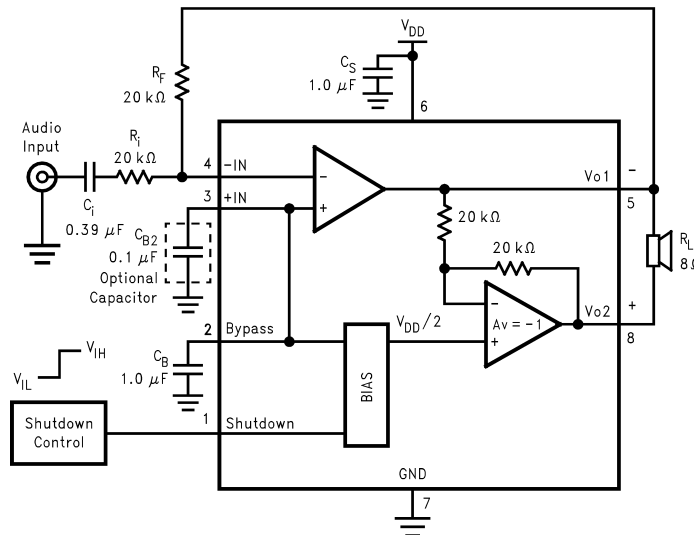 V_DD
C_S
1.0 µF
R_F
20 kΩ
6
Audio
Input
R_i
20 kΩ
4
-IN
-
Vo1
-
C_i
0.39 µF
3
+IN
+
5
20 kΩ
R_L
8Ω
C_B2
0.1 µF
Optional
Capacitor
20 kΩ
2
Bypass
V_DD/2
-
Av = -1
+
Vo2
+
8
C_B
1.0 µF
BIAS
V_IH
V_IL
1
Shutdown
Shutdown
Control
GND
7